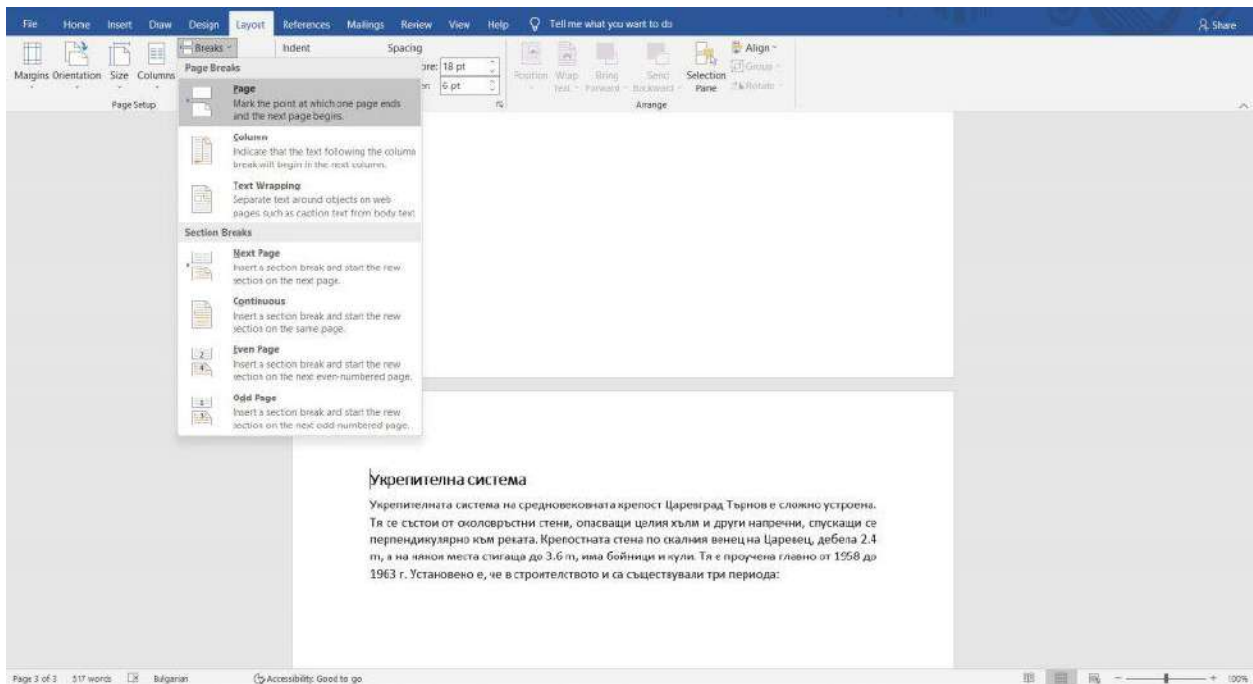 File Home Insert Draw Design Layout References Mailings Review View Help Tell me what you want to do Share
Breaks Indent Spacing Align
Margins Orientation Size Columns
18 pt
6 pt
Position Wrap Bring Send Selection Group
Text Forward Backward Pane Rotate
Page Setup Arrange
Page Breaks
Page
Mark the point at which one page ends
and the next page begins.
Column
Indicate that the text following the column
break will begin in the next column.
Text Wrapping
Separate text around objects on web
pages, such as caption text from body text
Section Breaks
Next Page
Insert a section break and start the new
section on the next page.
Continuous
Insert a section break and start the new
section on the same page.
Even Page
Insert a section break and start the new
section on the next even-numbered page.
Odd Page
Insert a section break and start the new
section on the next odd-numbered page.
Укрепителна система
Укрепителната система на средновековната крепост Царевград Търнов е сложно устроена.
Тя се състои от околовръстни стени, опасващи целия хълм и други напречни, спускащи се
перпендикулярно към реката. Крепостната стена по скалния венец на Царевец, дебела 2.4
m, а на някои места стигаща до 3.6 m, има бойници и кули. Тя е проучена главно от 1958 до
1963 г. Установено е, че в строителството и са съществували три периода:
Page 3 of 3 517 words Bulgarian Accessibility: Good to go 100%